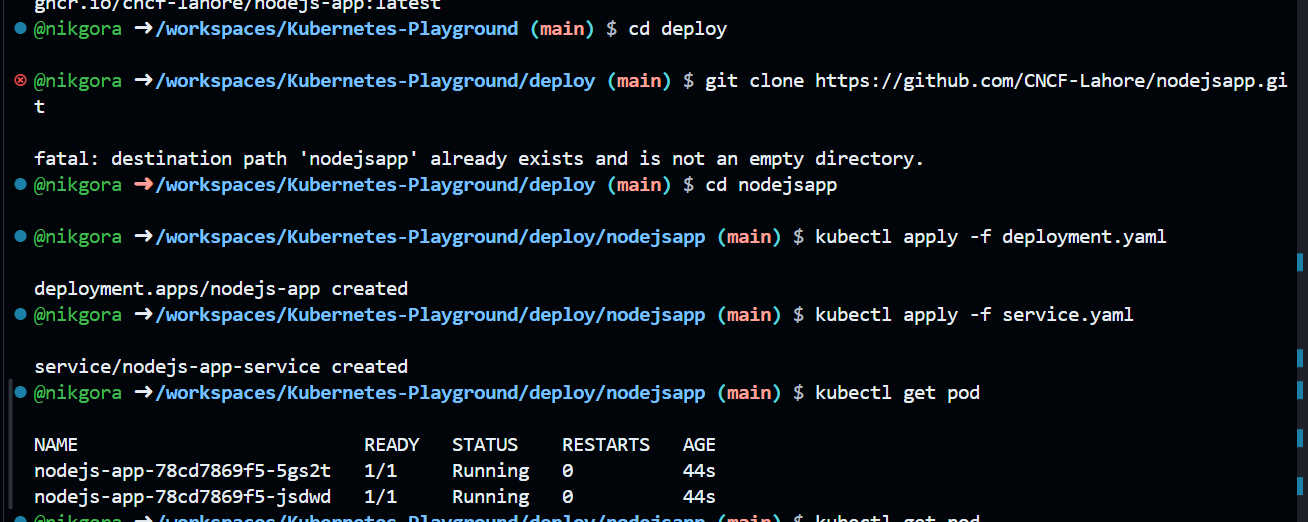 ghcr.io/cncf-lahore/nodejs-app:latest
@nikgora ➜/workspaces/Kubernetes-Playground (main) $ cd deploy
@nikgora ➜/workspaces/Kubernetes-Playground/deploy (main) $ git clone https://github.com/CNCF-Lahore/nodejsapp.gi
t
fatal: destination path 'nodejsapp' already exists and is not an empty directory.
@nikgora ➜/workspaces/Kubernetes-Playground/deploy (main) $ cd nodejsapp
@nikgora ➜/workspaces/Kubernetes-Playground/deploy/nodejsapp (main) $ kubectl apply -f deployment.yaml
deployment.apps/nodejs-app created
@nikgora ➜/workspaces/Kubernetes-Playground/deploy/nodejsapp (main) $ kubectl apply -f service.yaml
service/nodejs-app-service created
@nikgora ➜/workspaces/Kubernetes-Playground/deploy/nodejsapp (main) $ kubectl get pod
NAME READY STATUS RESTARTS AGE
nodejs-app-78cd7869f5-5gs2t 1/1 Running 0 44s
nodejs-app-78cd7869f5-jsdwd 1/1 Running 0 44s
@nikgora ➜/workspaces/Kubernetes-Playground/deploy/nodejsapp (main) $ kubectl get pod